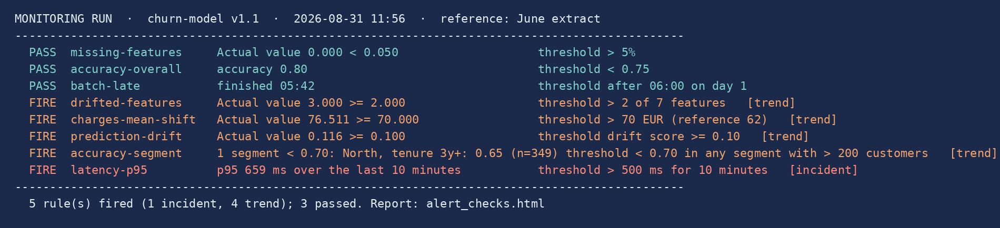 MONITORING RUN · churn-model v1.1 · 2026-08-31 11:56 · reference: June extract
------------------------------------------------------------------------------------------------
PASS missing-features Actual value 0.000 < 0.050 threshold > 5%
PASS accuracy-overall accuracy 0.80 threshold < 0.75
PASS batch-late finished 05:42 threshold after 06:00 on day 1
FIRE drifted-features Actual value 3.000 >= 2.000 threshold > 2 of 7 features [trend]
FIRE charges-mean-shift Actual value 76.511 >= 70.000 threshold > 70 EUR (reference 62) [trend]
FIRE prediction-drift Actual value 0.116 >= 0.100 threshold drift score >= 0.10 [trend]
FIRE accuracy-segment 1 segment < 0.70: North, tenure 3y+: 0.65 (n=349) threshold < 0.70 in any segment with > 200 customers [trend]
FIRE latency-p95 p95 659 ms over the last 10 minutes threshold > 500 ms for 10 minutes [incident]
------------------------------------------------------------------------------------------------
5 rule(s) fired (1 incident, 4 trend); 3 passed. Report: alert_checks.html